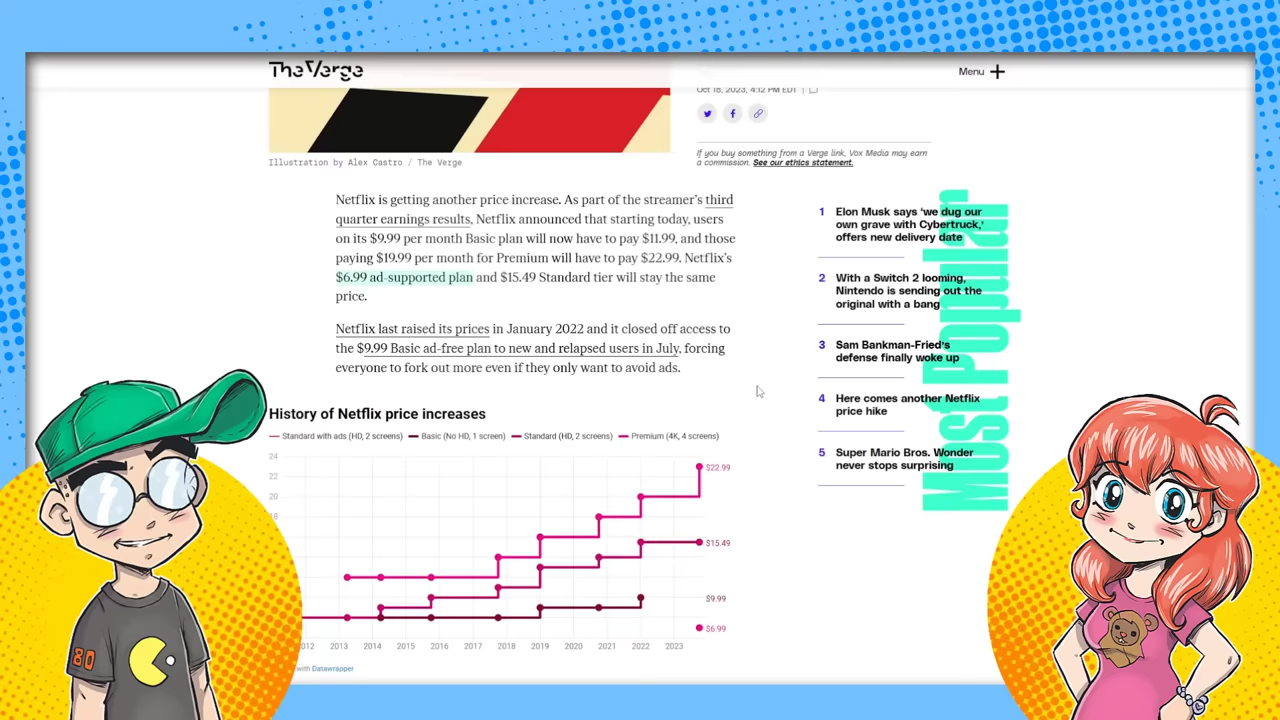 The Verge
Menu
Oct 18, 2023, 4:12 PM EDT
If you buy something from a Verge link, Vox Media may earn
a commission. See our ethics statement.
Illustration by Alex Castro / The Verge
Netflix is getting another price increase. As part of the streamer's third
quarter earnings results, Netflix announced that starting today, users
on its $9.99 per month Basic plan will now have to pay $11.99, and those
paying $19.99 per month for Premium will have to pay $22.99. Netflix's
$6.99 ad-supported plan and $15.49 Standard tier will stay the same
price.
Netflix last raised its prices in January 2022 and it closed off access to
the $9.99 Basic ad-free plan to new and relapsed users in July, forcing
everyone to fork out more even if they only want to avoid ads.
Most Popular
1 Elon Musk says ‘we dug our
own grave with Cybertruck,’
offers new delivery date
2 With a Switch 2 looming,
Nintendo is sending out the
original with a bang
3 Sam Bankman-Fried’s
defense finally woke up
4 Here comes another Netflix
price hike
5 Super Mario Bros. Wonder
never stops surprising
History of Netflix price increases
Standard with ads (HD, 2 screens) Basic (No HD, 1 screen) Standard (HD, 2 screens) Premium (4K, 4 screens)
24
22
20
18
$22.99
$15.49
$9.99
$6.99
012 2013 2014 2015 2016 2017 2018 2019 2020 2021 2022 2023
with Datawrapper
80